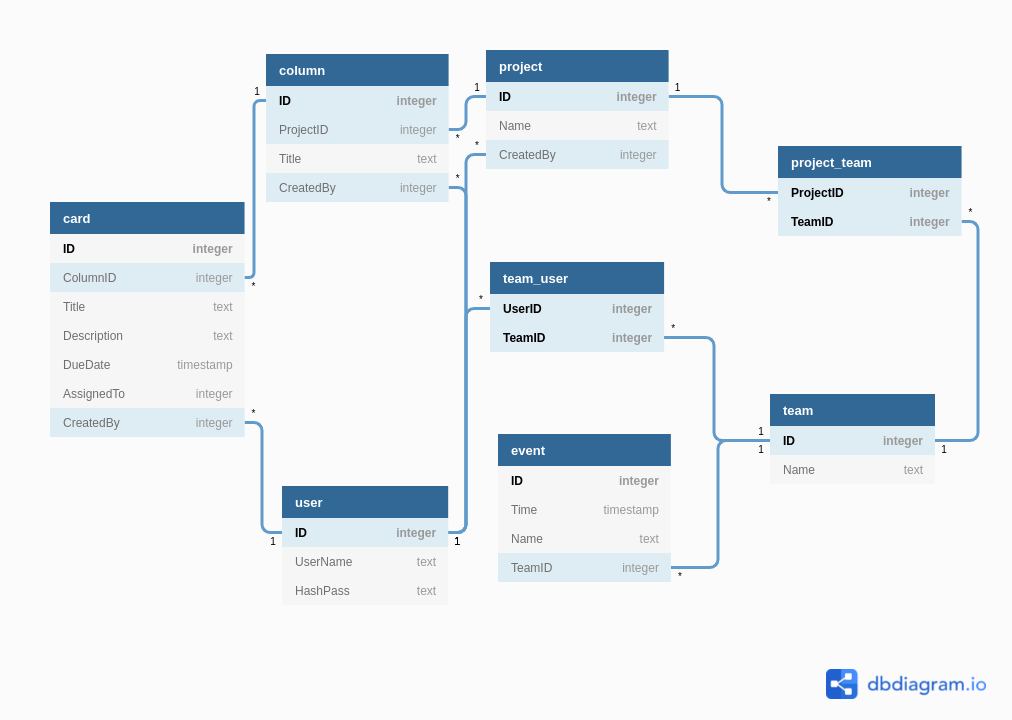 column
1
ID integer
ProjectID integer
*
Title text
*
CreatedBy integer
project
1
ID integer
1
Name text
*
CreatedBy integer
project_team
ProjectID integer
*
TeamID integer
*
card
ID integer
ColumnID integer
*
Title text
Description text
DueDate timestamp
AssignedTo integer
*
CreatedBy integer
team_user
*
UserID integer
*
TeamID integer
team
1
ID integer
1
1
Name text
event
ID integer
Time timestamp
Name text
TeamID integer
*
user
ID integer
1
1
UserName text
HashPass text
dbdiagram.io